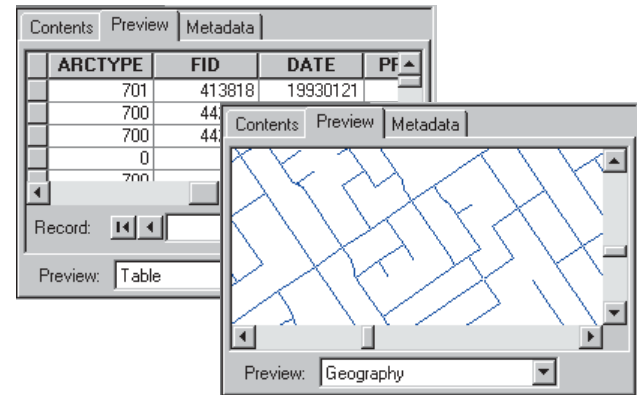 Contents Preview Metadata
ARCTYPE FID DATE
701 413818 19930121
700
700
0
700
Record:
Preview: Table
Contents Preview Metadata
Preview: Geography